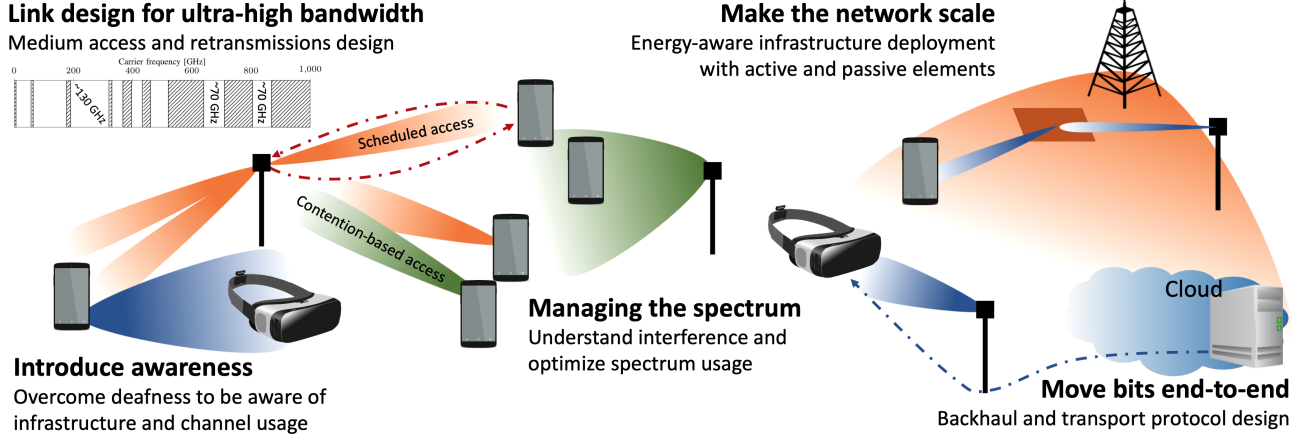 Link design for ultra-high bandwidth
Medium access and retransmissions design
Carrier frequency [GHz]
0 200 400 600 800 1,000
~130 GHz
~70 GHz
~70 GHz
Scheduled access
Contention-based access
Introduce awareness
Overcome deafness to be aware of
infrastructure and channel usage
Managing the spectrum
Understand interference and
optimize spectrum usage
Make the network scale
Energy-aware infrastructure deployment
with active and passive elements
Cloud
Move bits end-to-end
Backhaul and transport protocol design